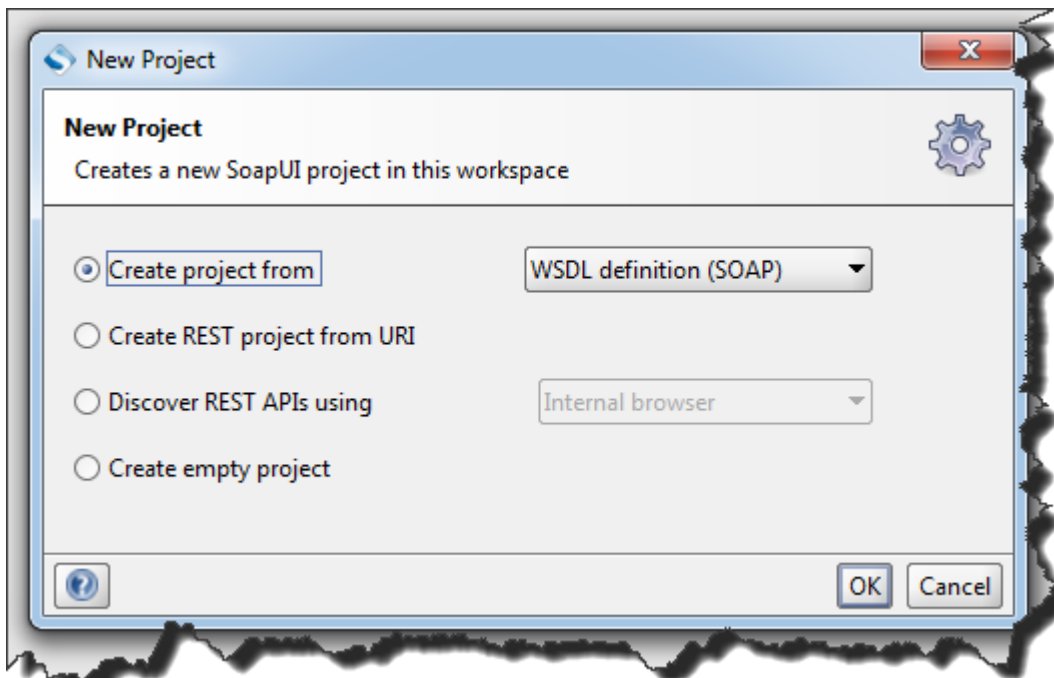 New Project
New Project
Creates a new SoapUI project in this workspace
Create project from WSDL definition (SOAP)
Create REST project from URI
Discover REST APIs using Internal browser
Create empty project
OK Cancel